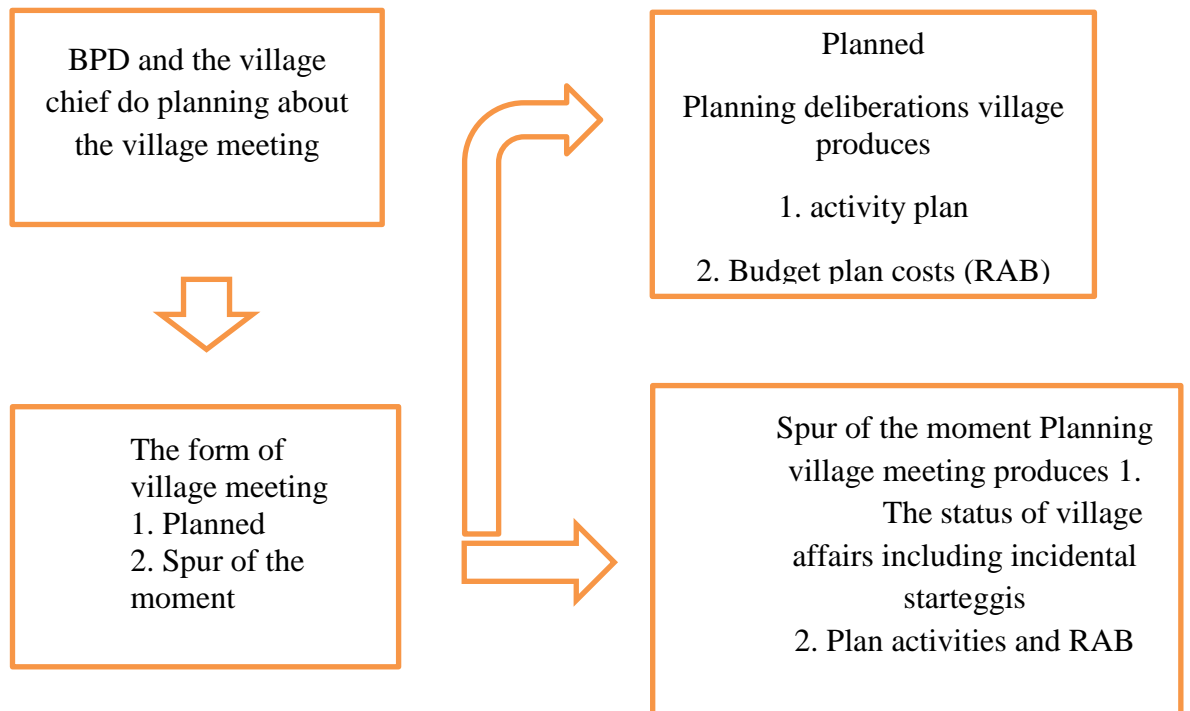 BPD and the village
chief do planning about
the village meeting
The form of
village meeting
1. Planned
2. Spur of the
moment
Planned
Planning deliberations village
produces
1. activity plan
2. Budget plan costs (RAB)
Spur of the moment Planning
village meeting produces 1.
The status of village
affairs including incidental
starteggis
2. Plan activities and RAB